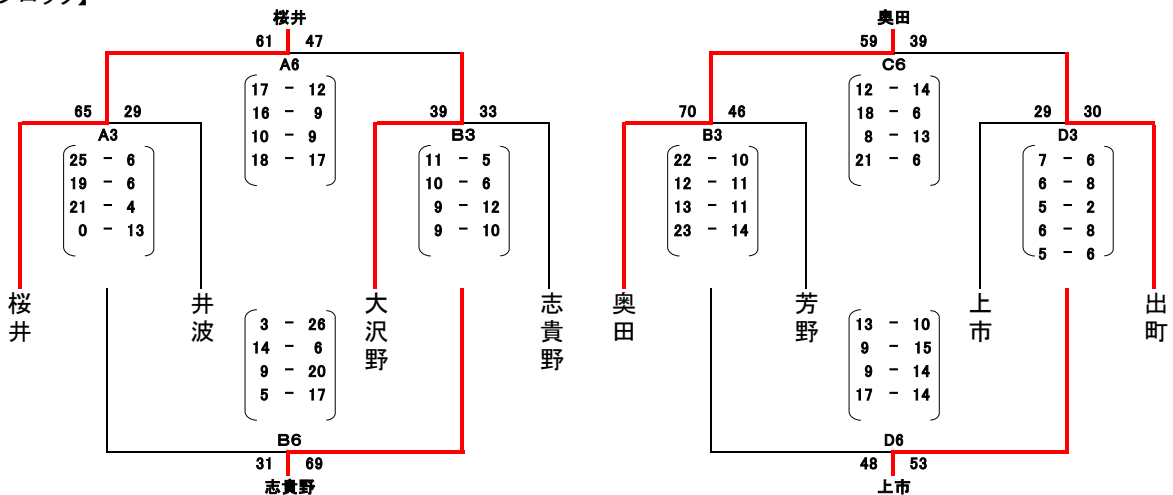 ブロック】
桜井
61 47
A6
17 - 12
16 - 9
10 - 9
18 - 17
65 29
A3
25 - 6
19 - 6
21 - 4
0 - 13
39 33
B3
11 - 5
10 - 6
9 - 12
9 - 10
桜井
井波
大沢野
志貴野
3 - 26
14 - 6
9 - 20
5 - 17
B6
31 69
志貴野
奥田
59 39
C6
12 - 14
18 - 6
8 - 13
21 - 6
70 46
B3
22 - 10
12 - 11
13 - 11
23 - 14
29 30
D3
7 - 6
6 - 8
5 - 2
6 - 8
5 - 6
奥田
芳野
上市
出町
13 - 10
9 - 15
9 - 14
17 - 14
D6
48 53
上市